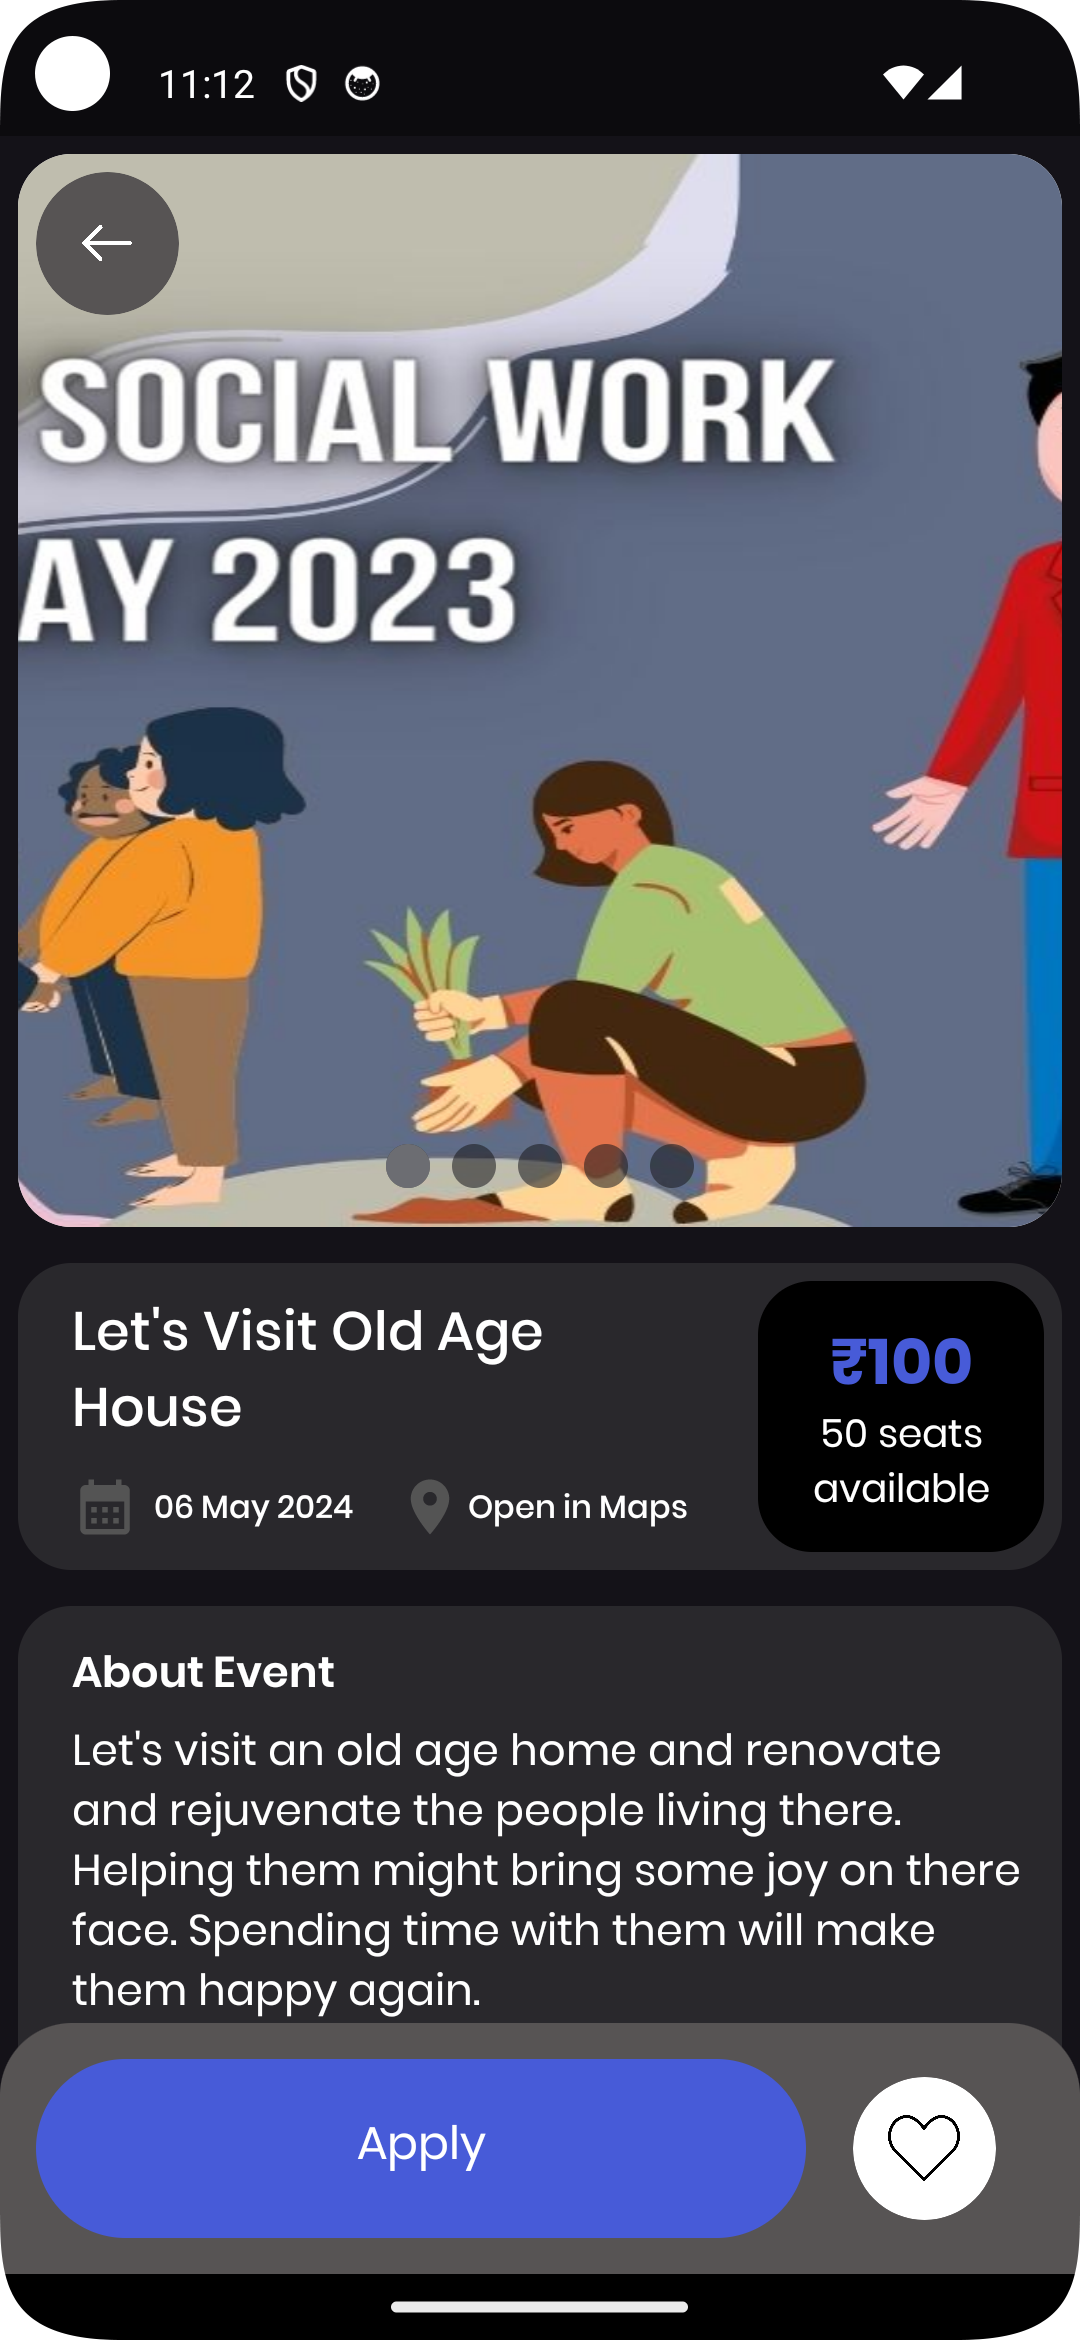 11:12
SOCIAL WORK
AY 2023
Let's Visit Old Age
House
₹100
50 seats
available
06 May 2024
Open in Maps
About Event
Let's visit an old age home and renovate
and rejuvenate the people living there.
Helping them might bring some joy on there
face. Spending time with them will make
them happy again.
Apply